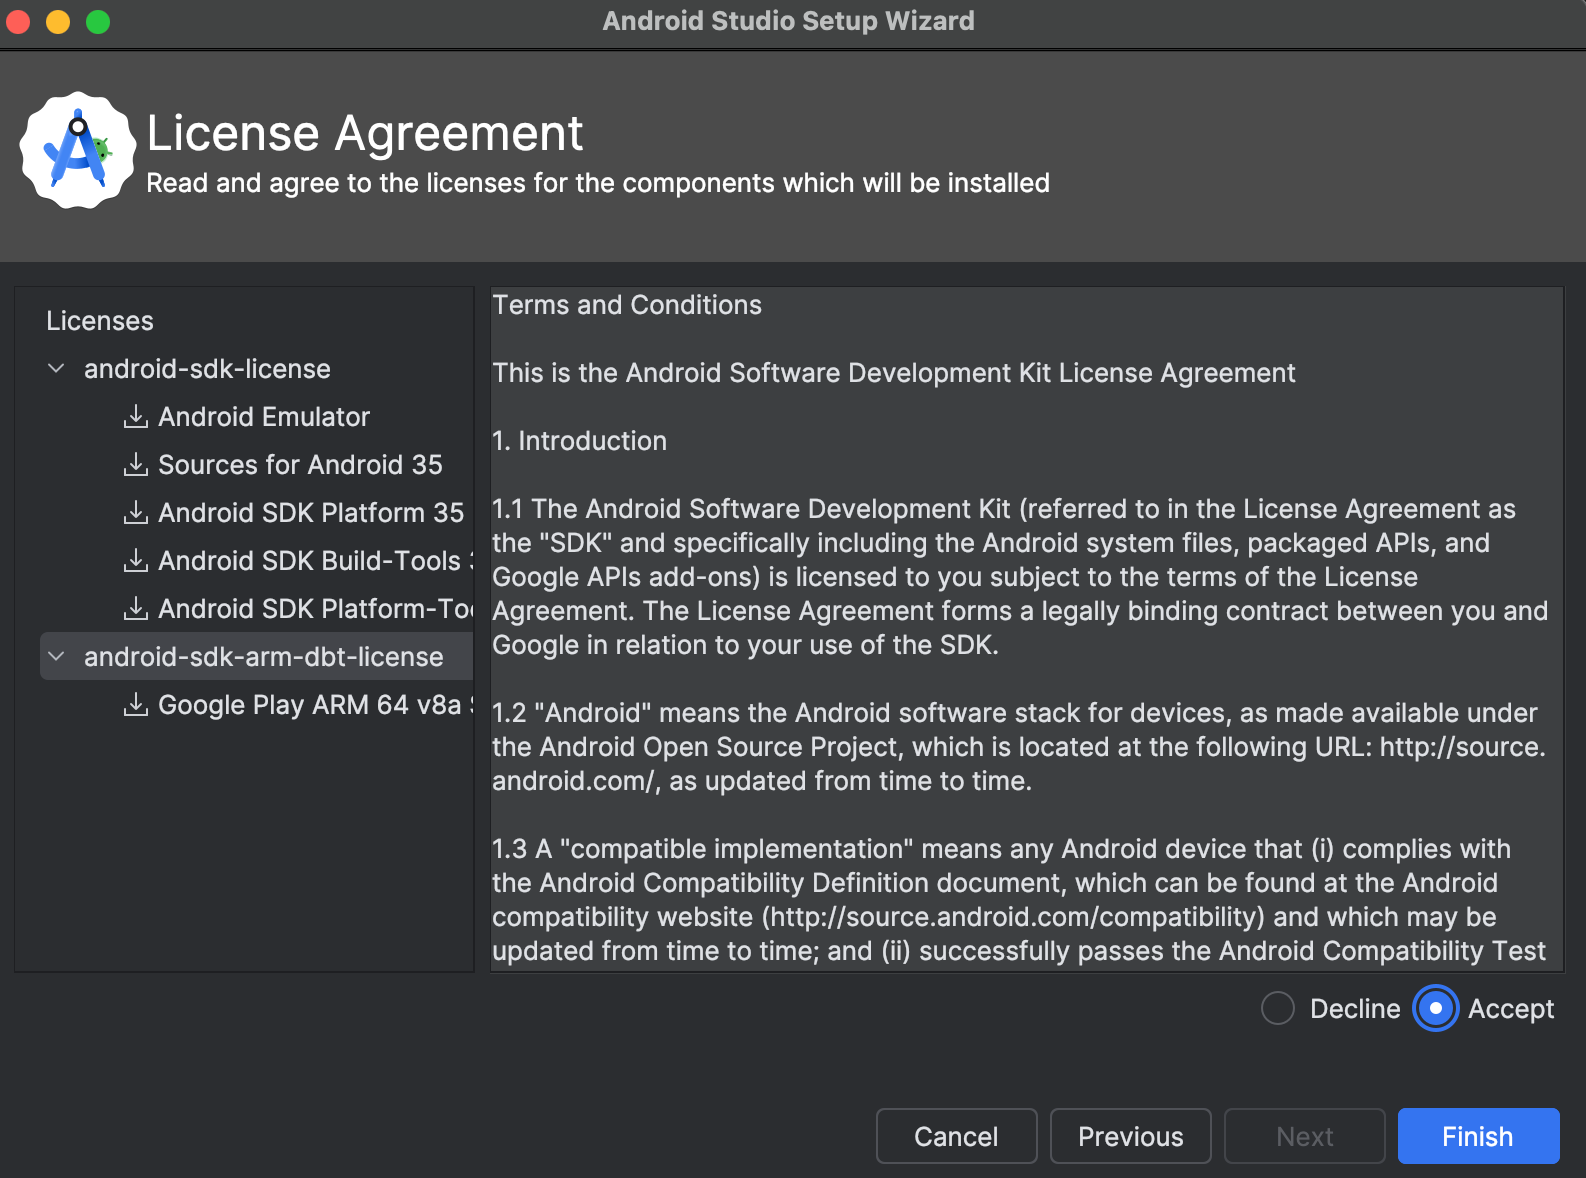 Android Studio Setup Wizard
License Agreement
Read and agree to the licenses for the components which will be installed
Licenses
android-sdk-license
Android Emulator
Sources for Android 35
Android SDK Platform 35
Android SDK Build-Tools
Android SDK
android-sdk-arm-dbt-license
Google Play ARM 64 v8a
Terms and Conditions
This is the Android Software Development Kit License Agreement
1. Introduction
1.1 The Android Software Development Kit (referred to in the License Agreement as
the "SDK" and specifically including the Android system files, packaged APIs, and
Google APIs add-ons) is licensed to you subject to the terms of the License
Agreement. The License Agreement forms a legally binding contract between you and
Google in relation to your use of the SDK.
1.2 "Android" means the Android software stack for devices, as made available under
the Android Open Source Project, which is located at the following URL: http://source.
android.com/, as updated from time to time.
1.3 A "compatible implementation" means any Android device that (i) complies with
the Android Compatibility Definition document, which can be found at the Android
compatibility website (http://source.android.com/compatibility) and which may be
updated from time to time; and (ii) successfully passes the Android Compatibility Test
Decline
Accept
Cancel
Previous
Next
Finish